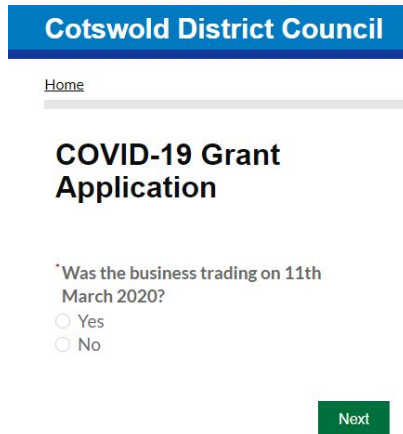 Cotswold District Council
Home
COVID-19 Grant
Application
*Was the business trading on 11th
March 2020?
Yes
No
Next